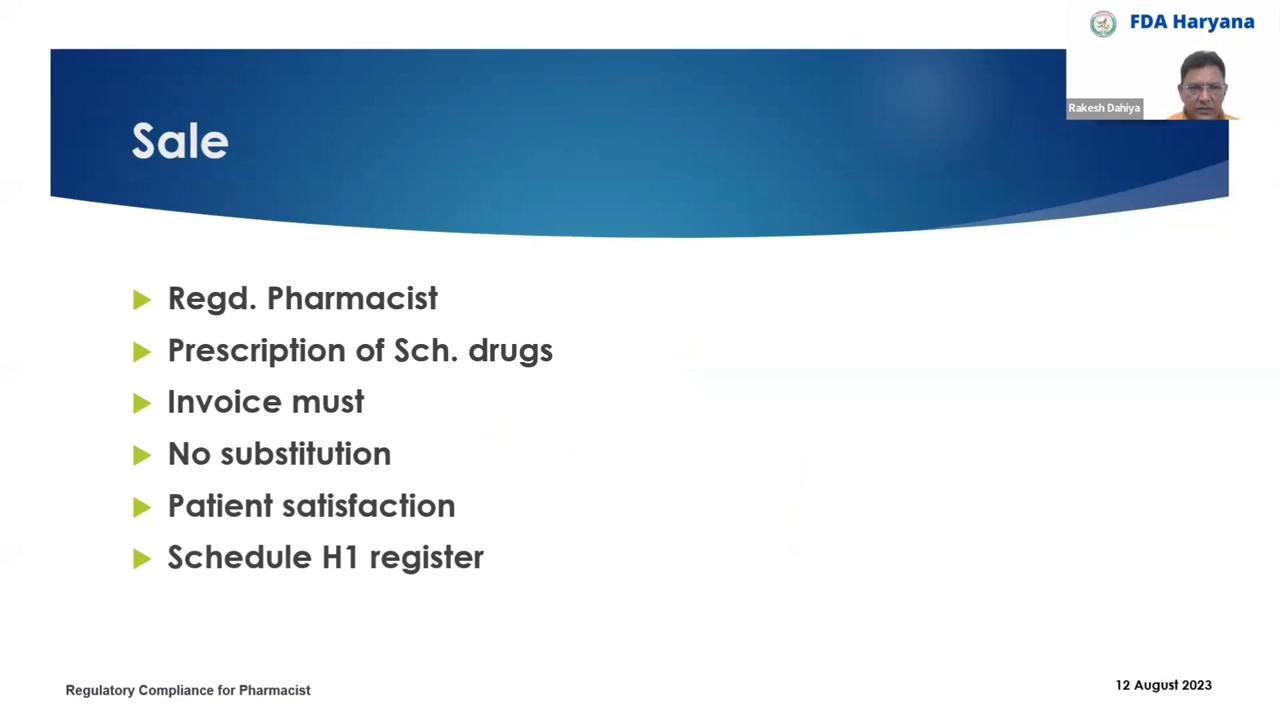 FDA Haryana
Rakesh Dahiya
Sale
Regd. Pharmacist
Prescription of Sch. drugs
Invoice must
No substitution
Patient satisfaction
Schedule H1 register
Regulatory Compliance for Pharmacist
12 August 2023